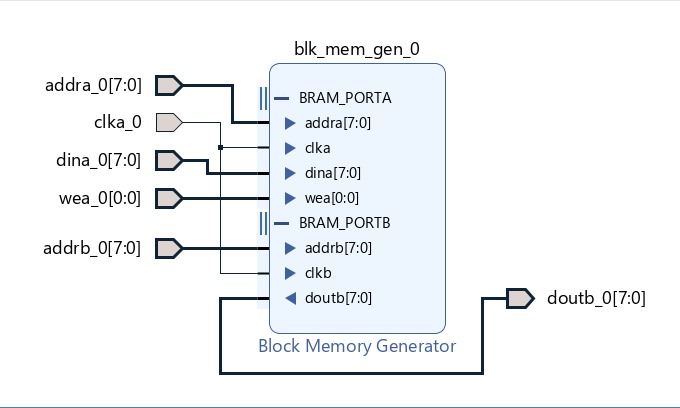 blk_mem_gen_0
addra_0[7:0]
clka_0
dina_0[7:0]
wea_0[0:0]
addrb_0[7:0]
BRAM_PORTA
addra[7:0]
clka
dina[7:0]
wea[0:0]
BRAM_PORTB
addrb[7:0]
clkb
doutb[7:0]
doutb_0[7:0]
Block Memory Generator